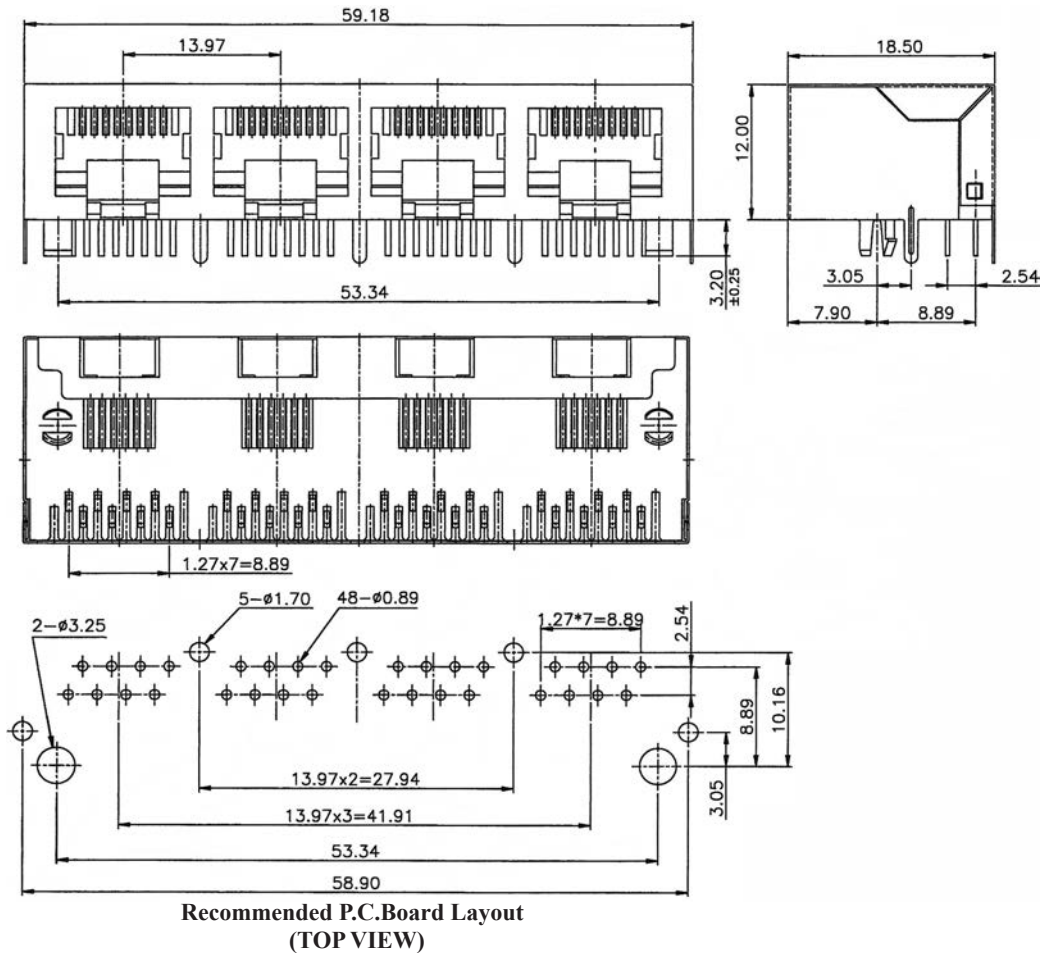 59.18
13.97
18.50
12.00
3.20
±0.25
53.34
3.05
2.54
7.90
8.89
1.27x7=8.89
5-ø1.70
48-ø0.89
1.27*7=8.89
2.54
2-ø3.25
8.89
10.16
13.97x2=27.94
3.05
13.97x3=41.91
53.34
58.90
Recommended P.C.Board Layout
(TOP VIEW)